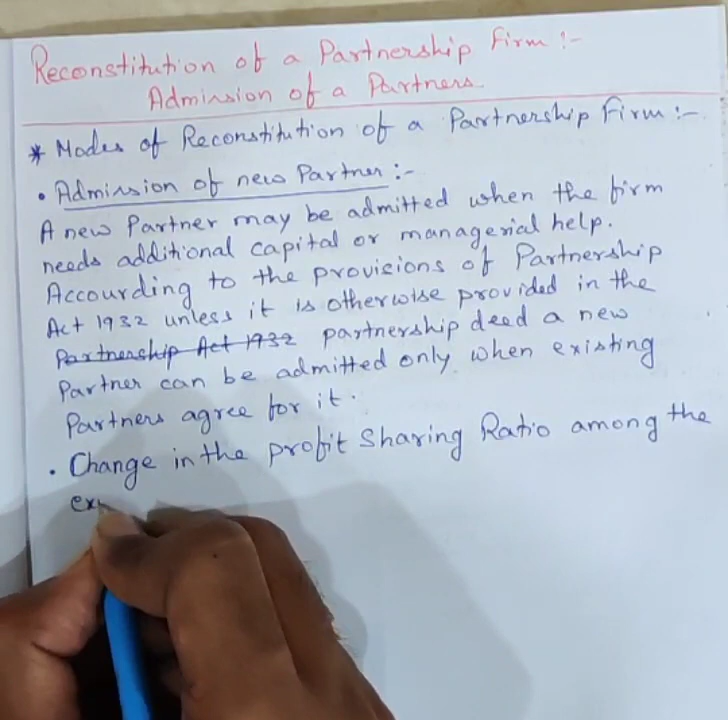 Reconstitution of a Partnership Firm :-
Admission of a Partners
* Modes of Reconstitution of a Partnership Firm :-
• Admission of new Partner :-
A new Partner may be admitted when the firm
needs additional capital or managerial help.
Accourding to the provisions of Partnership
Act 1932 unless it is otherwise provided in the
Partnership Act 1932 partnership deed a new
Partner can be admitted only when existing
Partners agree for it.
• Change in the profit Sharing Ratio among the